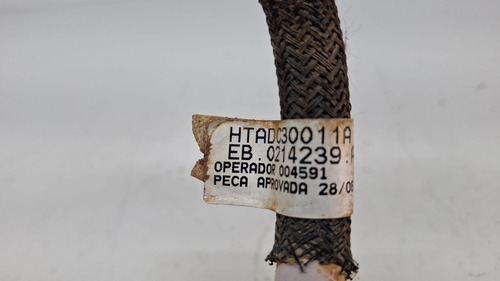 HTADC30011A
EB.0214239.A
OPERADOR 004591
PECA APROVADA 28/08